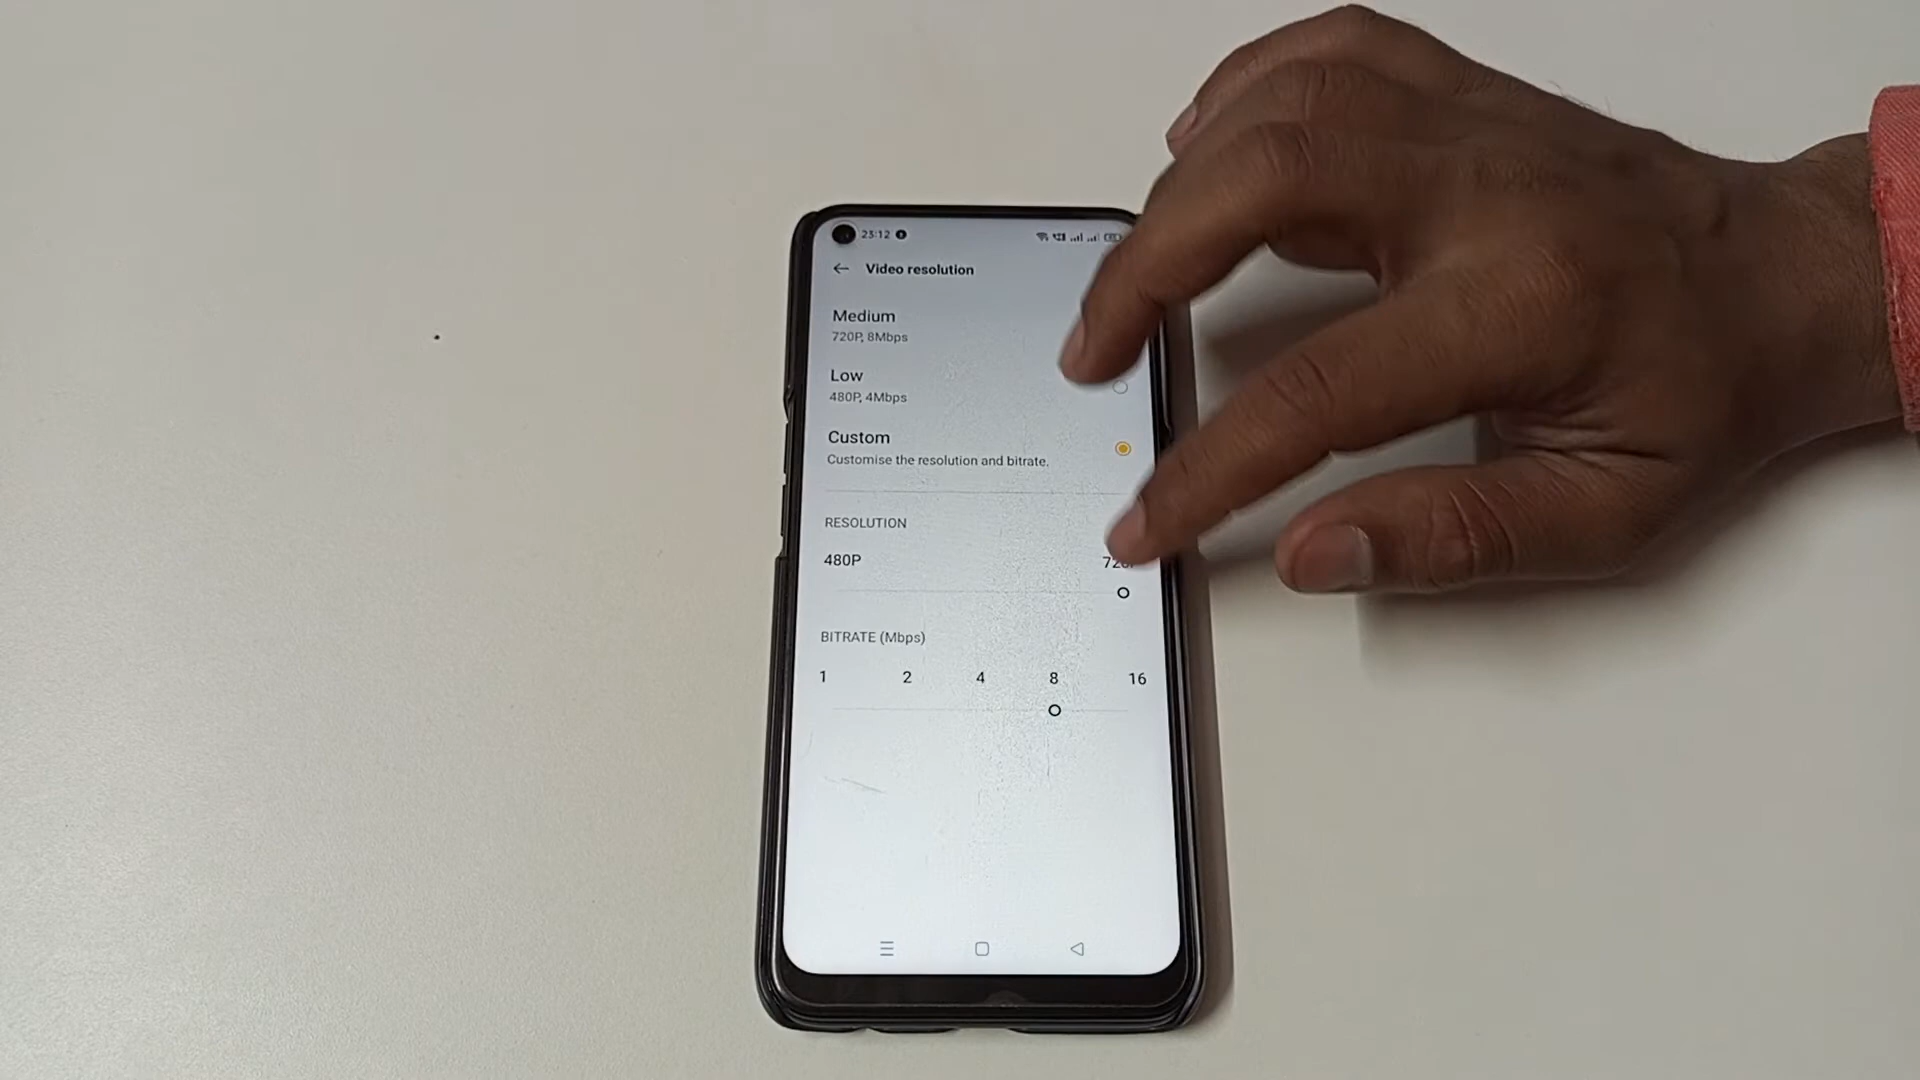 23:12
Video resolution
Medium
720P, 8Mbps
Low
480P, 4Mbps
Custom
Customise the resolution and bitrate.
RESOLUTION
480P
BITRATE (Mbps)
1 2 4 8 16